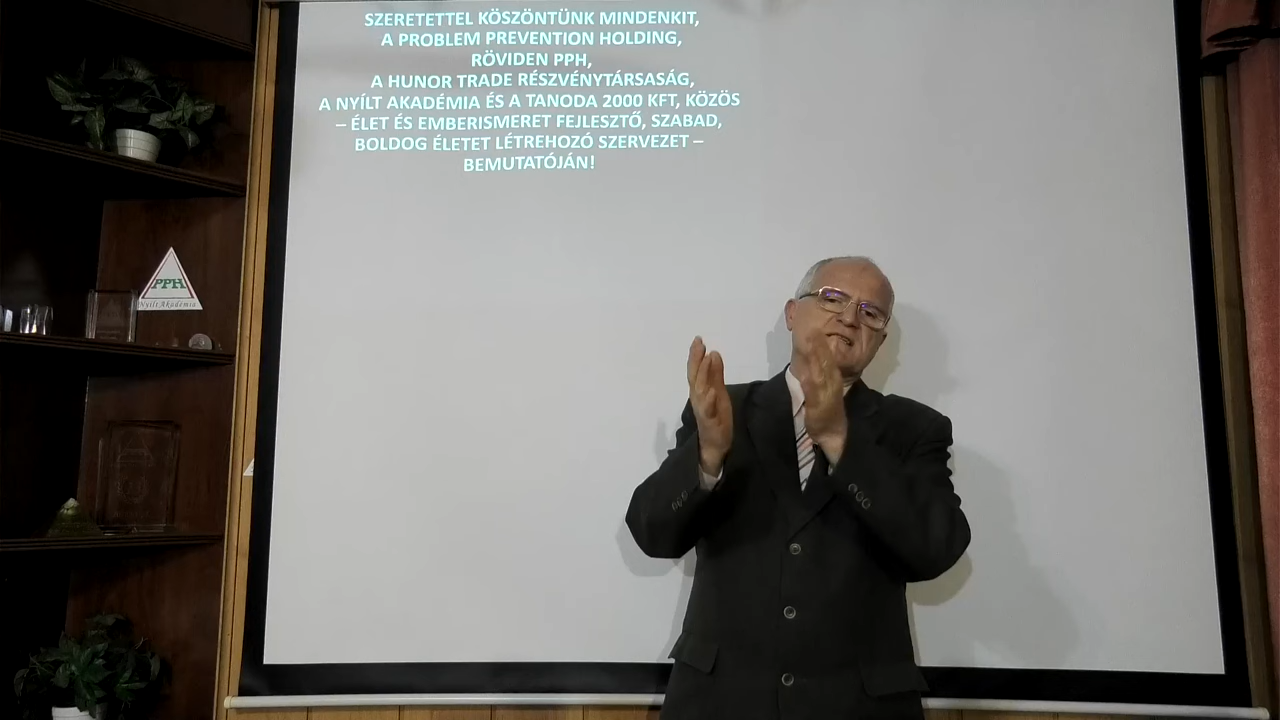 SZERETETTEL KÖSZÖNTÜNK MINDENKIT,
A PROBLEM PREVENTION HOLDING,
RÖVIDEN PPH,
A HUNOR TRADE RÉSZVÉNYTÁRSASÁG,
A NYÍLT AKADÉMIA ÉS A TANODA 2000 KFT, KÖZÖS
– ÉLET ÉS EMBERISMERET FEJLESZTŐ, SZABAD,
BOLDOG ÉLETET LÉTREHOZÓ SZERVEZET –
BEMUTATÓJÁN!
PPH
Nyílt Akadémia